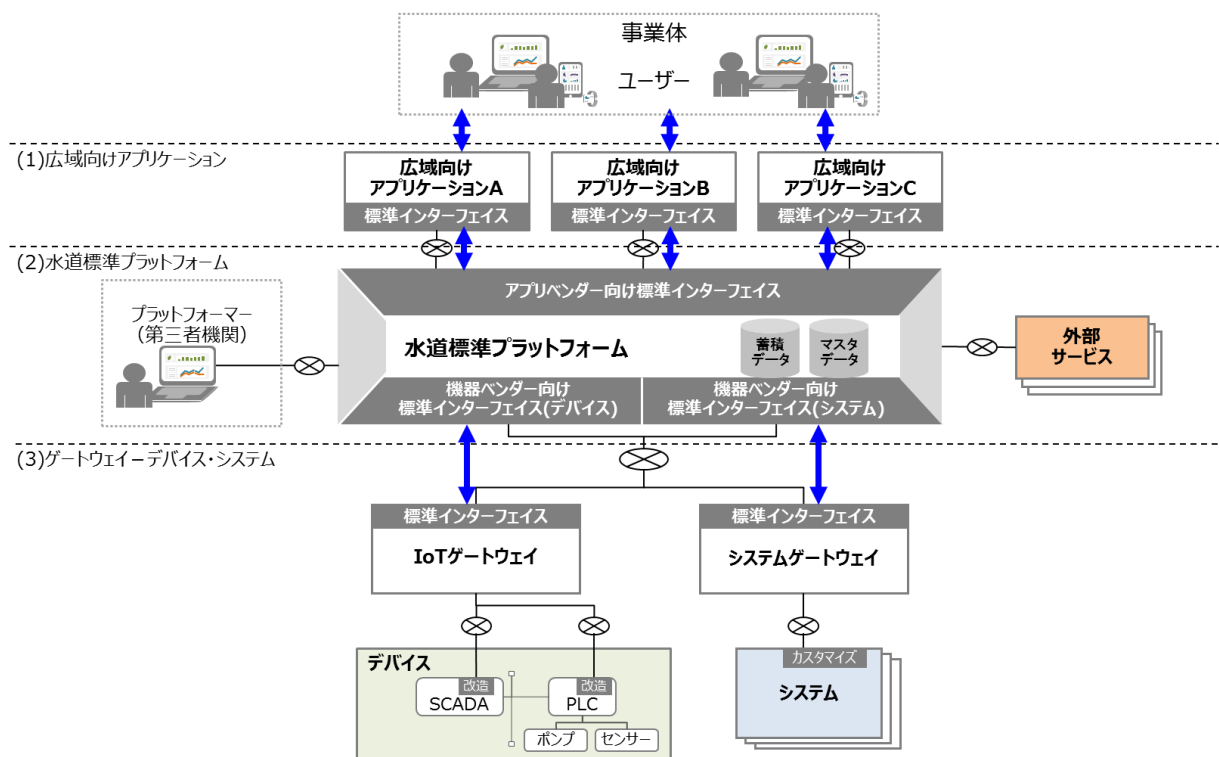 事業体
ユーザー
(1)広域向けアプリケーション
広域向け
アプリケーションA
標準インターフェイス
広域向け
アプリケーションB
標準インターフェイス
広域向け
アプリケーションC
標準インターフェイス
(2)水道標準プラットフォーム
プラットフォーマー
(第三者機関)
アプリベンダー向け標準インターフェイス
水道標準プラットフォーム
蓄積
データ
マスタ
データ
機器ベンダー向け
標準インターフェイス(デバイス)
機器ベンダー向け
標準インターフェイス(システム)
外部
サービス
(3)ゲートウェイ－デバイス・システム
標準インターフェイス
IoTゲートウェイ
標準インターフェイス
システムゲートウェイ
デバイス
改造
SCADA
改造
PLC
ポンプ
センサー
カスタマイズ
システム